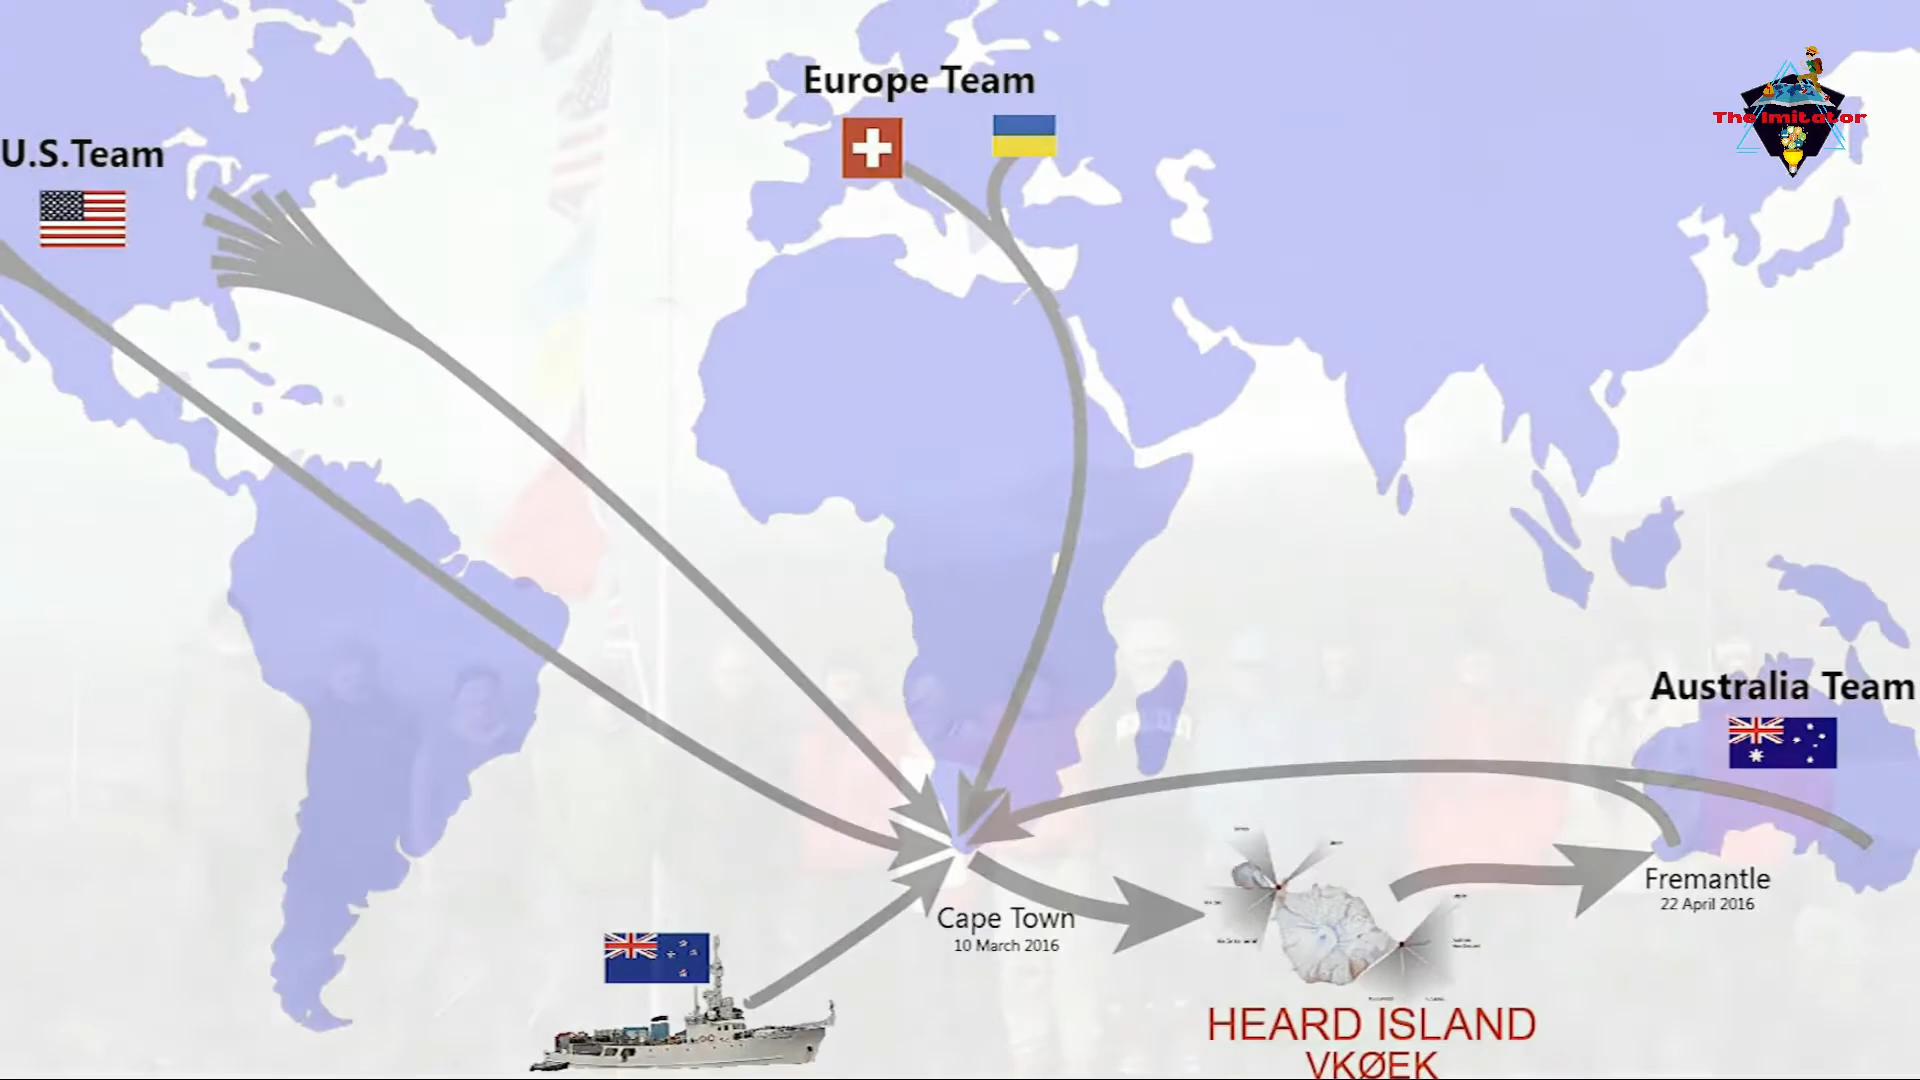 Europe Team
The Imitator
U.S.Team
Australia Team
Fremantle
22 April 2016
Cape Town
10 March 2016
HEARD ISLAND
VKØEK